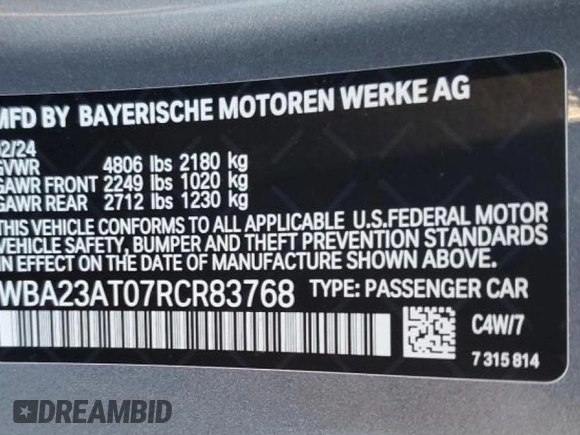 MFD BY BAYERISCHE MOTOREN WERKE AG
02/24
GVWR 4806 lbs 2180 kg
GAWR FRONT 2249 lbs 1020 kg
GAWR REAR 2712 lbs 1230 kg
THIS VEHICLE CONFORMS TO ALL APPLICABLE U.S.FEDERAL MOTOR
VEHICLE SAFETY, BUMPER AND THEFT PREVENTION STANDARDS
IN EFFECT ON THE DATE OF MANUFACTURE SHOWN ABOVE.
WBA23AT07RCR83768 TYPE: PASSENGER CAR
C4W/7
7 315 814
DREAMBID